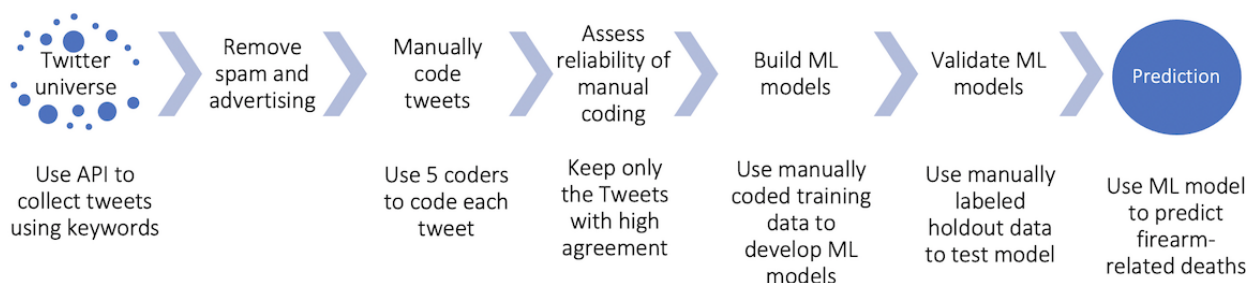 Twitter
universe
Remove
spam and
advertising
Manually
code
tweets
Assess
reliability of
manual
coding
Build ML
models
Validate ML
models
Prediction
Use API to
collect tweets
using keywords
Use 5 coders
to code each
tweet
Keep only
the Tweets
with high
agreement
Use manually
coded training
data to
develop ML
models
Use manually
labeled
holdout data
to test model
Use ML model
to predict
firearm-
related deaths